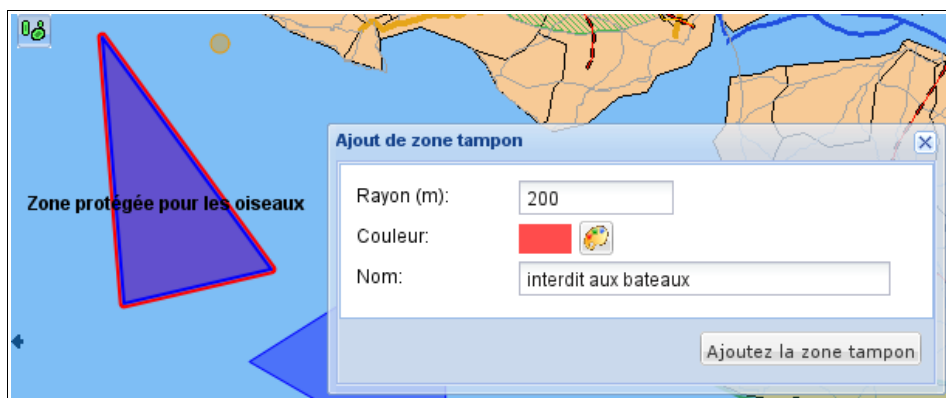 Ajout de zone tampon
Zone protégée pour les oiseaux
Rayon (m): 200
Couleur:
Nom: interdit aux bateaux
Ajoutez la zone tampon